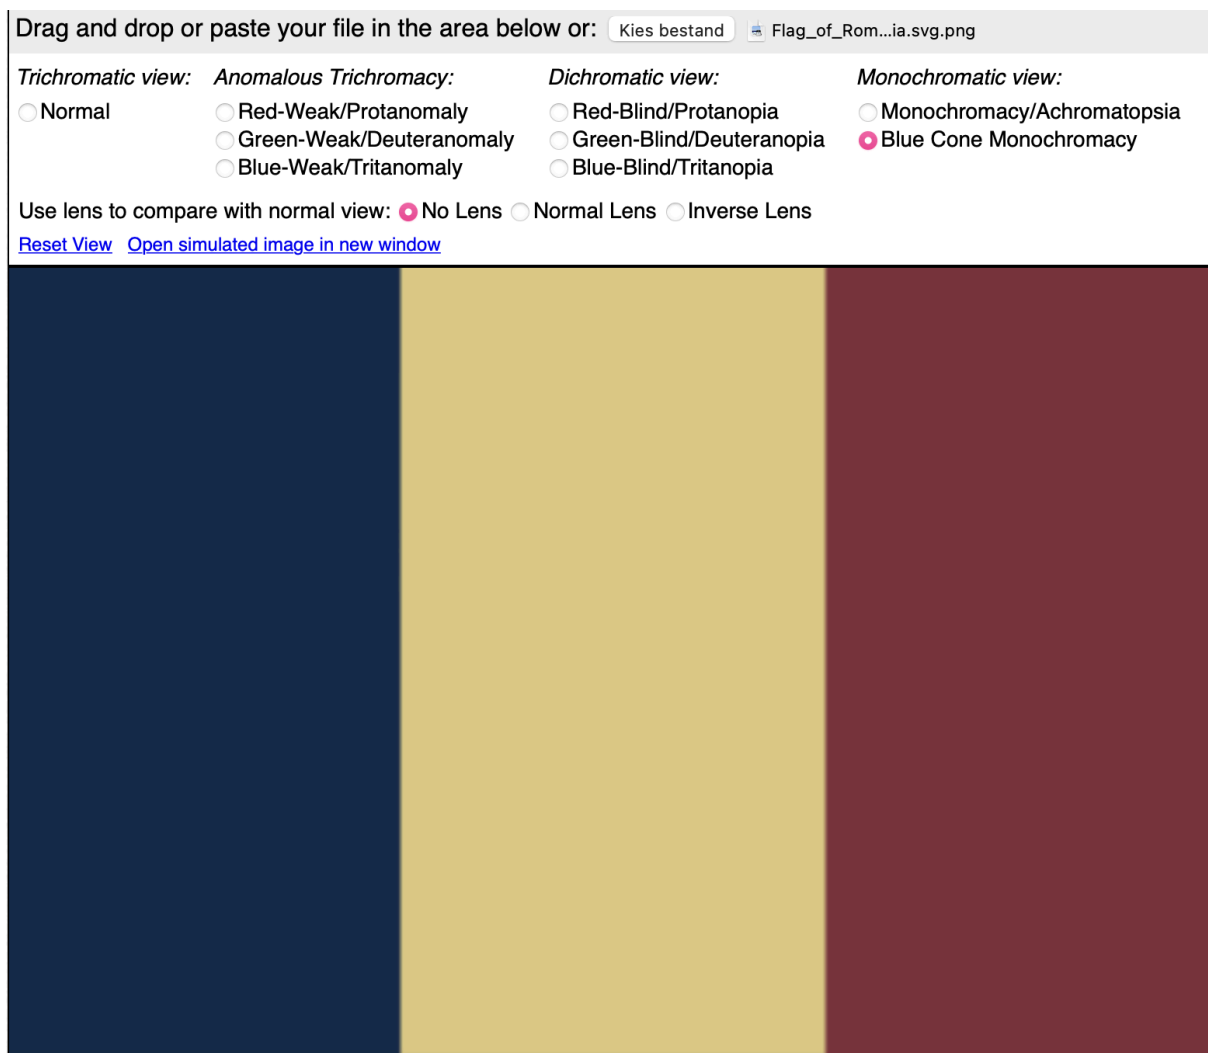 Drag and drop or paste your file in the area below or: Kies bestand Flag_of_Rom...ia.svg.png
Trichromatic view: Anomalous Trichromacy: Dichromatic view: Monochromatic view:
Normal Red-Weak/Protanomaly Red-Blind/Protanopia Monochromacy/Achromatopsia
Green-Weak/Deuteranomaly Green-Blind/Deuteranopia Blue Cone Monochromacy
Blue-Weak/Tritanomaly Blue-Blind/Tritanopia
Use lens to compare with normal view: No Lens Normal Lens Inverse Lens
Reset View Open simulated image in new window